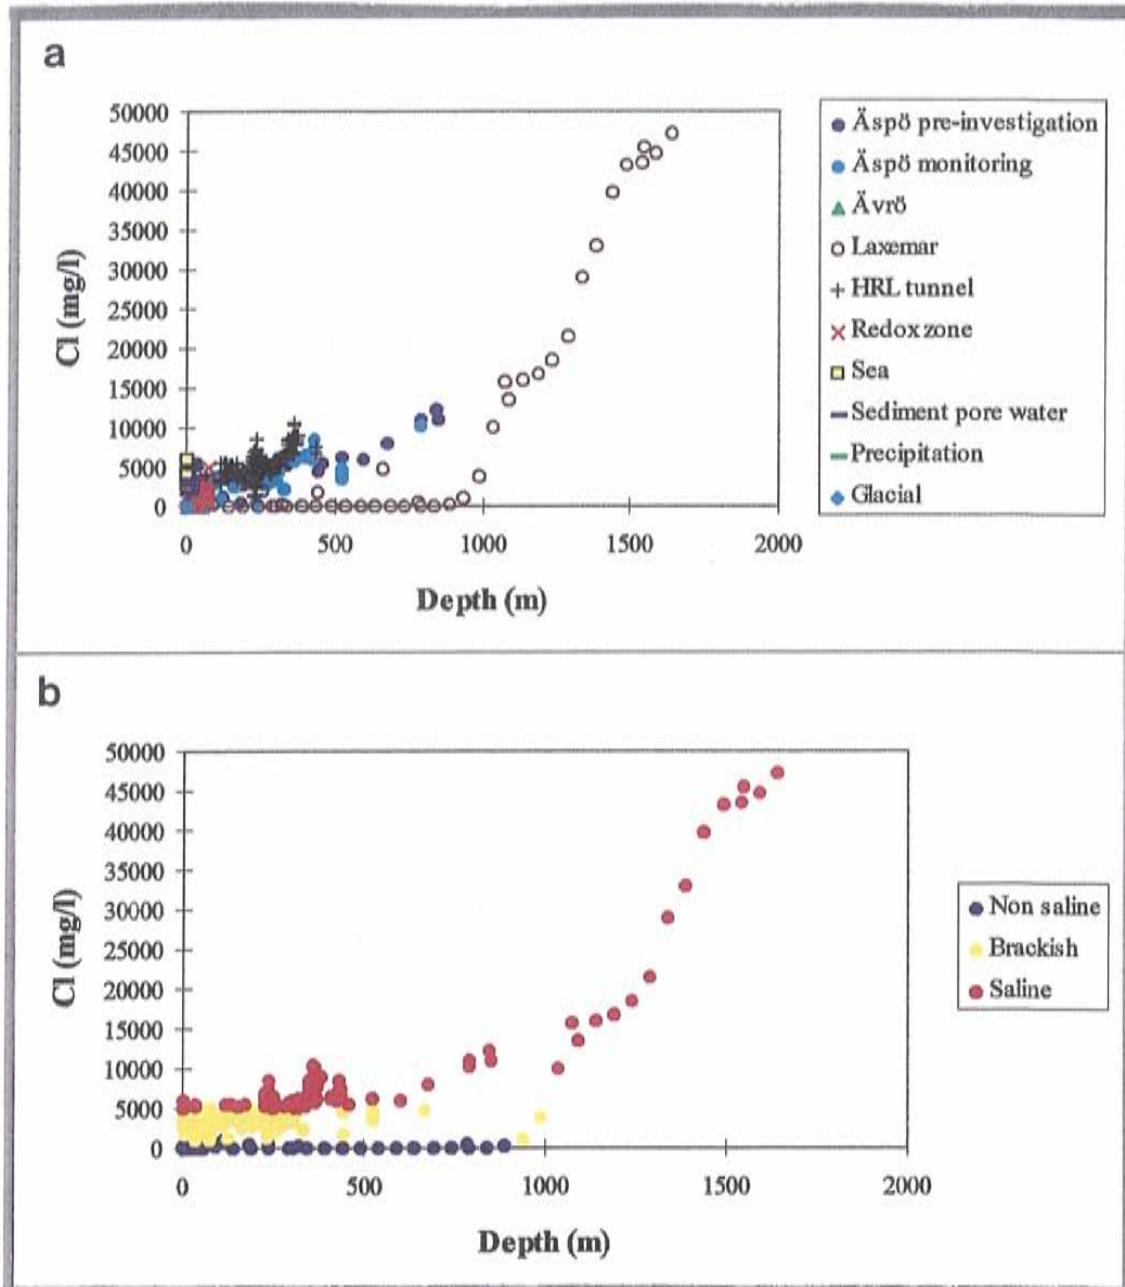 a
50000
45000
40000
35000
30000
25000
20000
15000
10000
5000
0
Cl (mg/l)
0 500 1000 1500 2000
Depth (m)
Äspö pre-investigation
Äspö monitoring
Ävrö
Laxemar
HRL tunnel
Redox zone
Sea
Sediment pore water
Precipitation
Glacial
b
50000
45000
40000
35000
30000
25000
20000
15000
10000
5000
0
Cl (mg/l)
0 500 1000 1500 2000
Depth (m)
Non saline
Brackish
Saline